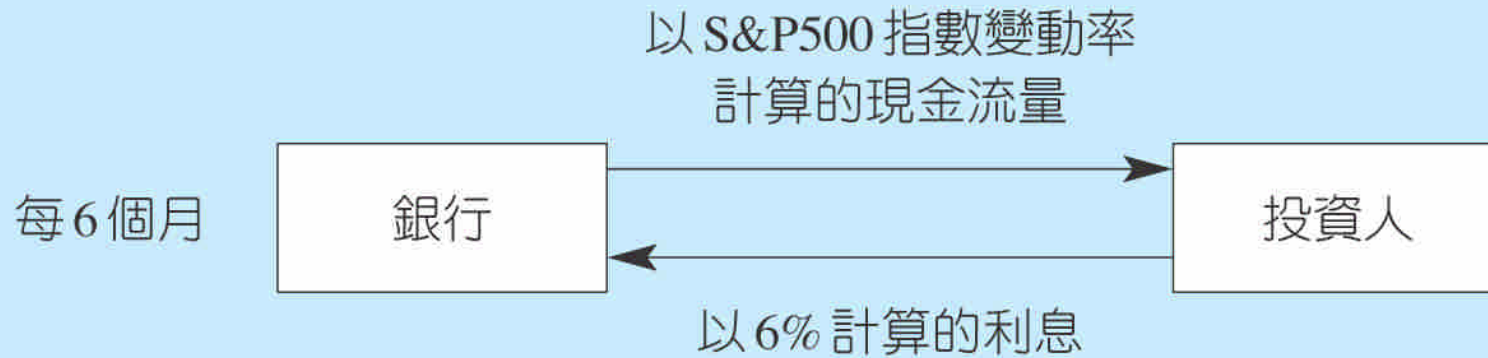 以 S&P500 指數變動率
計算的現金流量
每 6 個月
銀行
投資人
以 6% 計算的利息